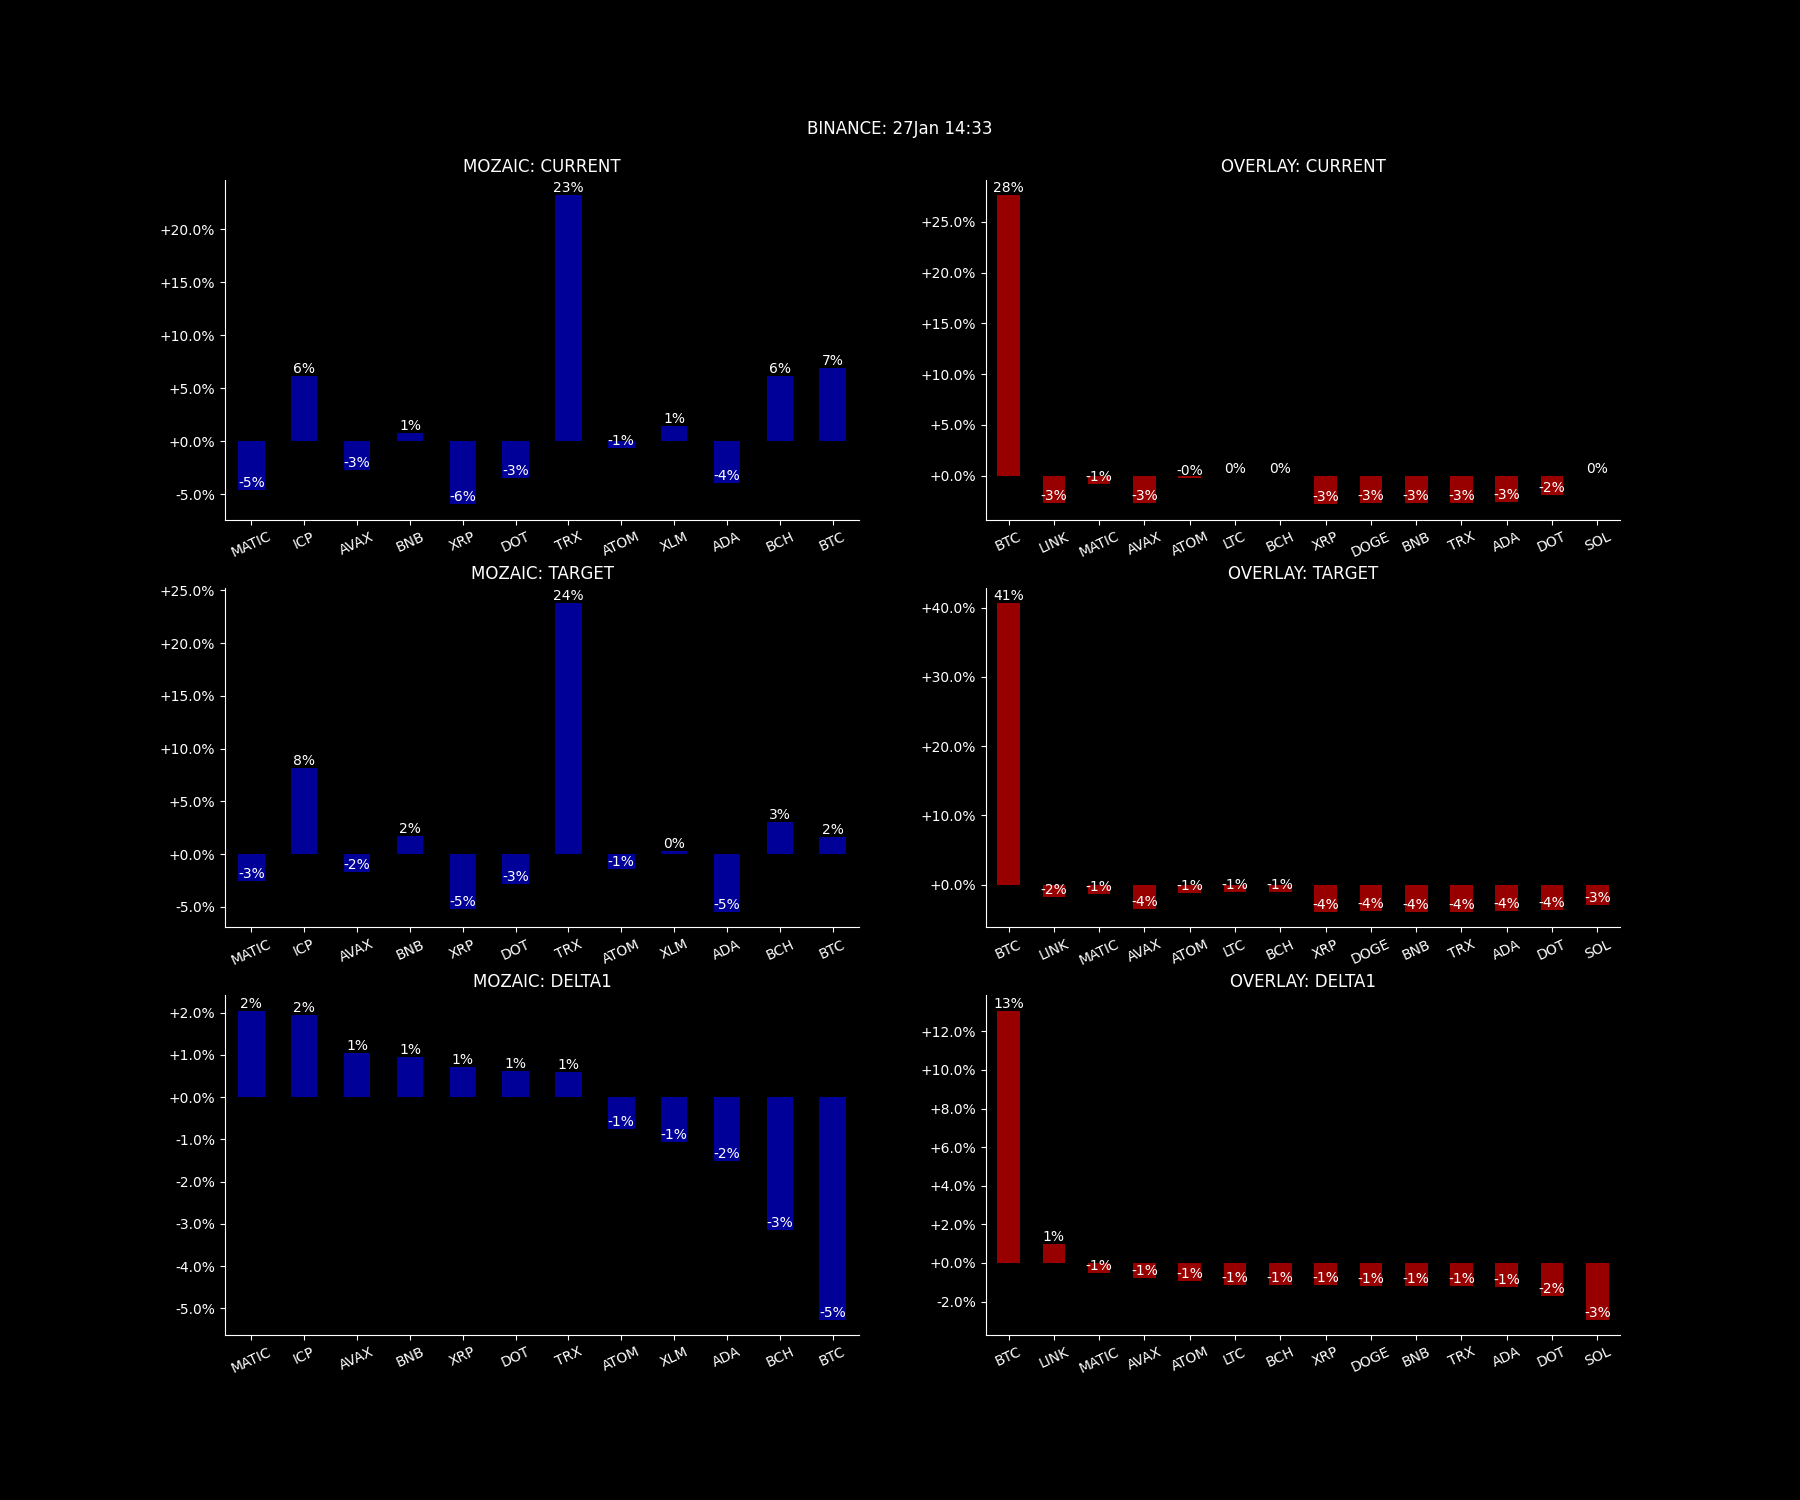 BINANCE: 27Jan 14:33
MOZAIC: CURRENT
+20.0%
+15.0%
+10.0%
+5.0%
+0.0%
-5.0%
-5%
6%
-3%
1%
-6%
-3%
23%
-1%
1%
-4%
6%
7%
MATIC
ICP
AVAX
BNB
XRP
DOT
TRX
ATOM
XLM
ADA
BCH
BTC
OVERLAY: CURRENT
+25.0%
+20.0%
+15.0%
+10.0%
+5.0%
+0.0%
28%
-3%
-1%
-3%
-0%
0%
0%
-3%
-3%
-3%
-3%
-3%
-2%
0%
BTC
LINK
MATIC
AVAX
ATOM
LTC
BCH
XRP
DOGE
BNB
TRX
ADA
DOT
SOL
MOZAIC: TARGET
+25.0%
+20.0%
+15.0%
+10.0%
+5.0%
+0.0%
-5.0%
-3%
8%
-2%
2%
-5%
-3%
24%
-1%
0%
-5%
3%
2%
MATIC
ICP
AVAX
BNB
XRP
DOT
TRX
ATOM
XLM
ADA
BCH
BTC
OVERLAY: TARGET
+40.0%
+30.0%
+20.0%
+10.0%
+0.0%
41%
-2%
-1%
-4%
-1%
-1%
-1%
-4%
-4%
-4%
-4%
-4%
-4%
-3%
BTC
LINK
MATIC
AVAX
ATOM
LTC
BCH
XRP
DOGE
BNB
TRX
ADA
DOT
SOL
MOZAIC: DELTA1
+2.0%
+1.0%
+0.0%
-1.0%
-2.0%
-3.0%
-4.0%
-5.0%
2%
2%
1%
1%
1%
1%
1%
-1%
-1%
-2%
-3%
-5%
MATIC
ICP
AVAX
BNB
XRP
DOT
TRX
ATOM
XLM
ADA
BCH
BTC
OVERLAY: DELTA1
+12.0%
+10.0%
+8.0%
+6.0%
+4.0%
+2.0%
+0.0%
-2.0%
13%
1%
-1%
-1%
-1%
-1%
-1%
-1%
-1%
-1%
-1%
-1%
-2%
-3%
BTC
LINK
MATIC
AVAX
ATOM
LTC
BCH
XRP
DOGE
BNB
TRX
ADA
DOT
SOL